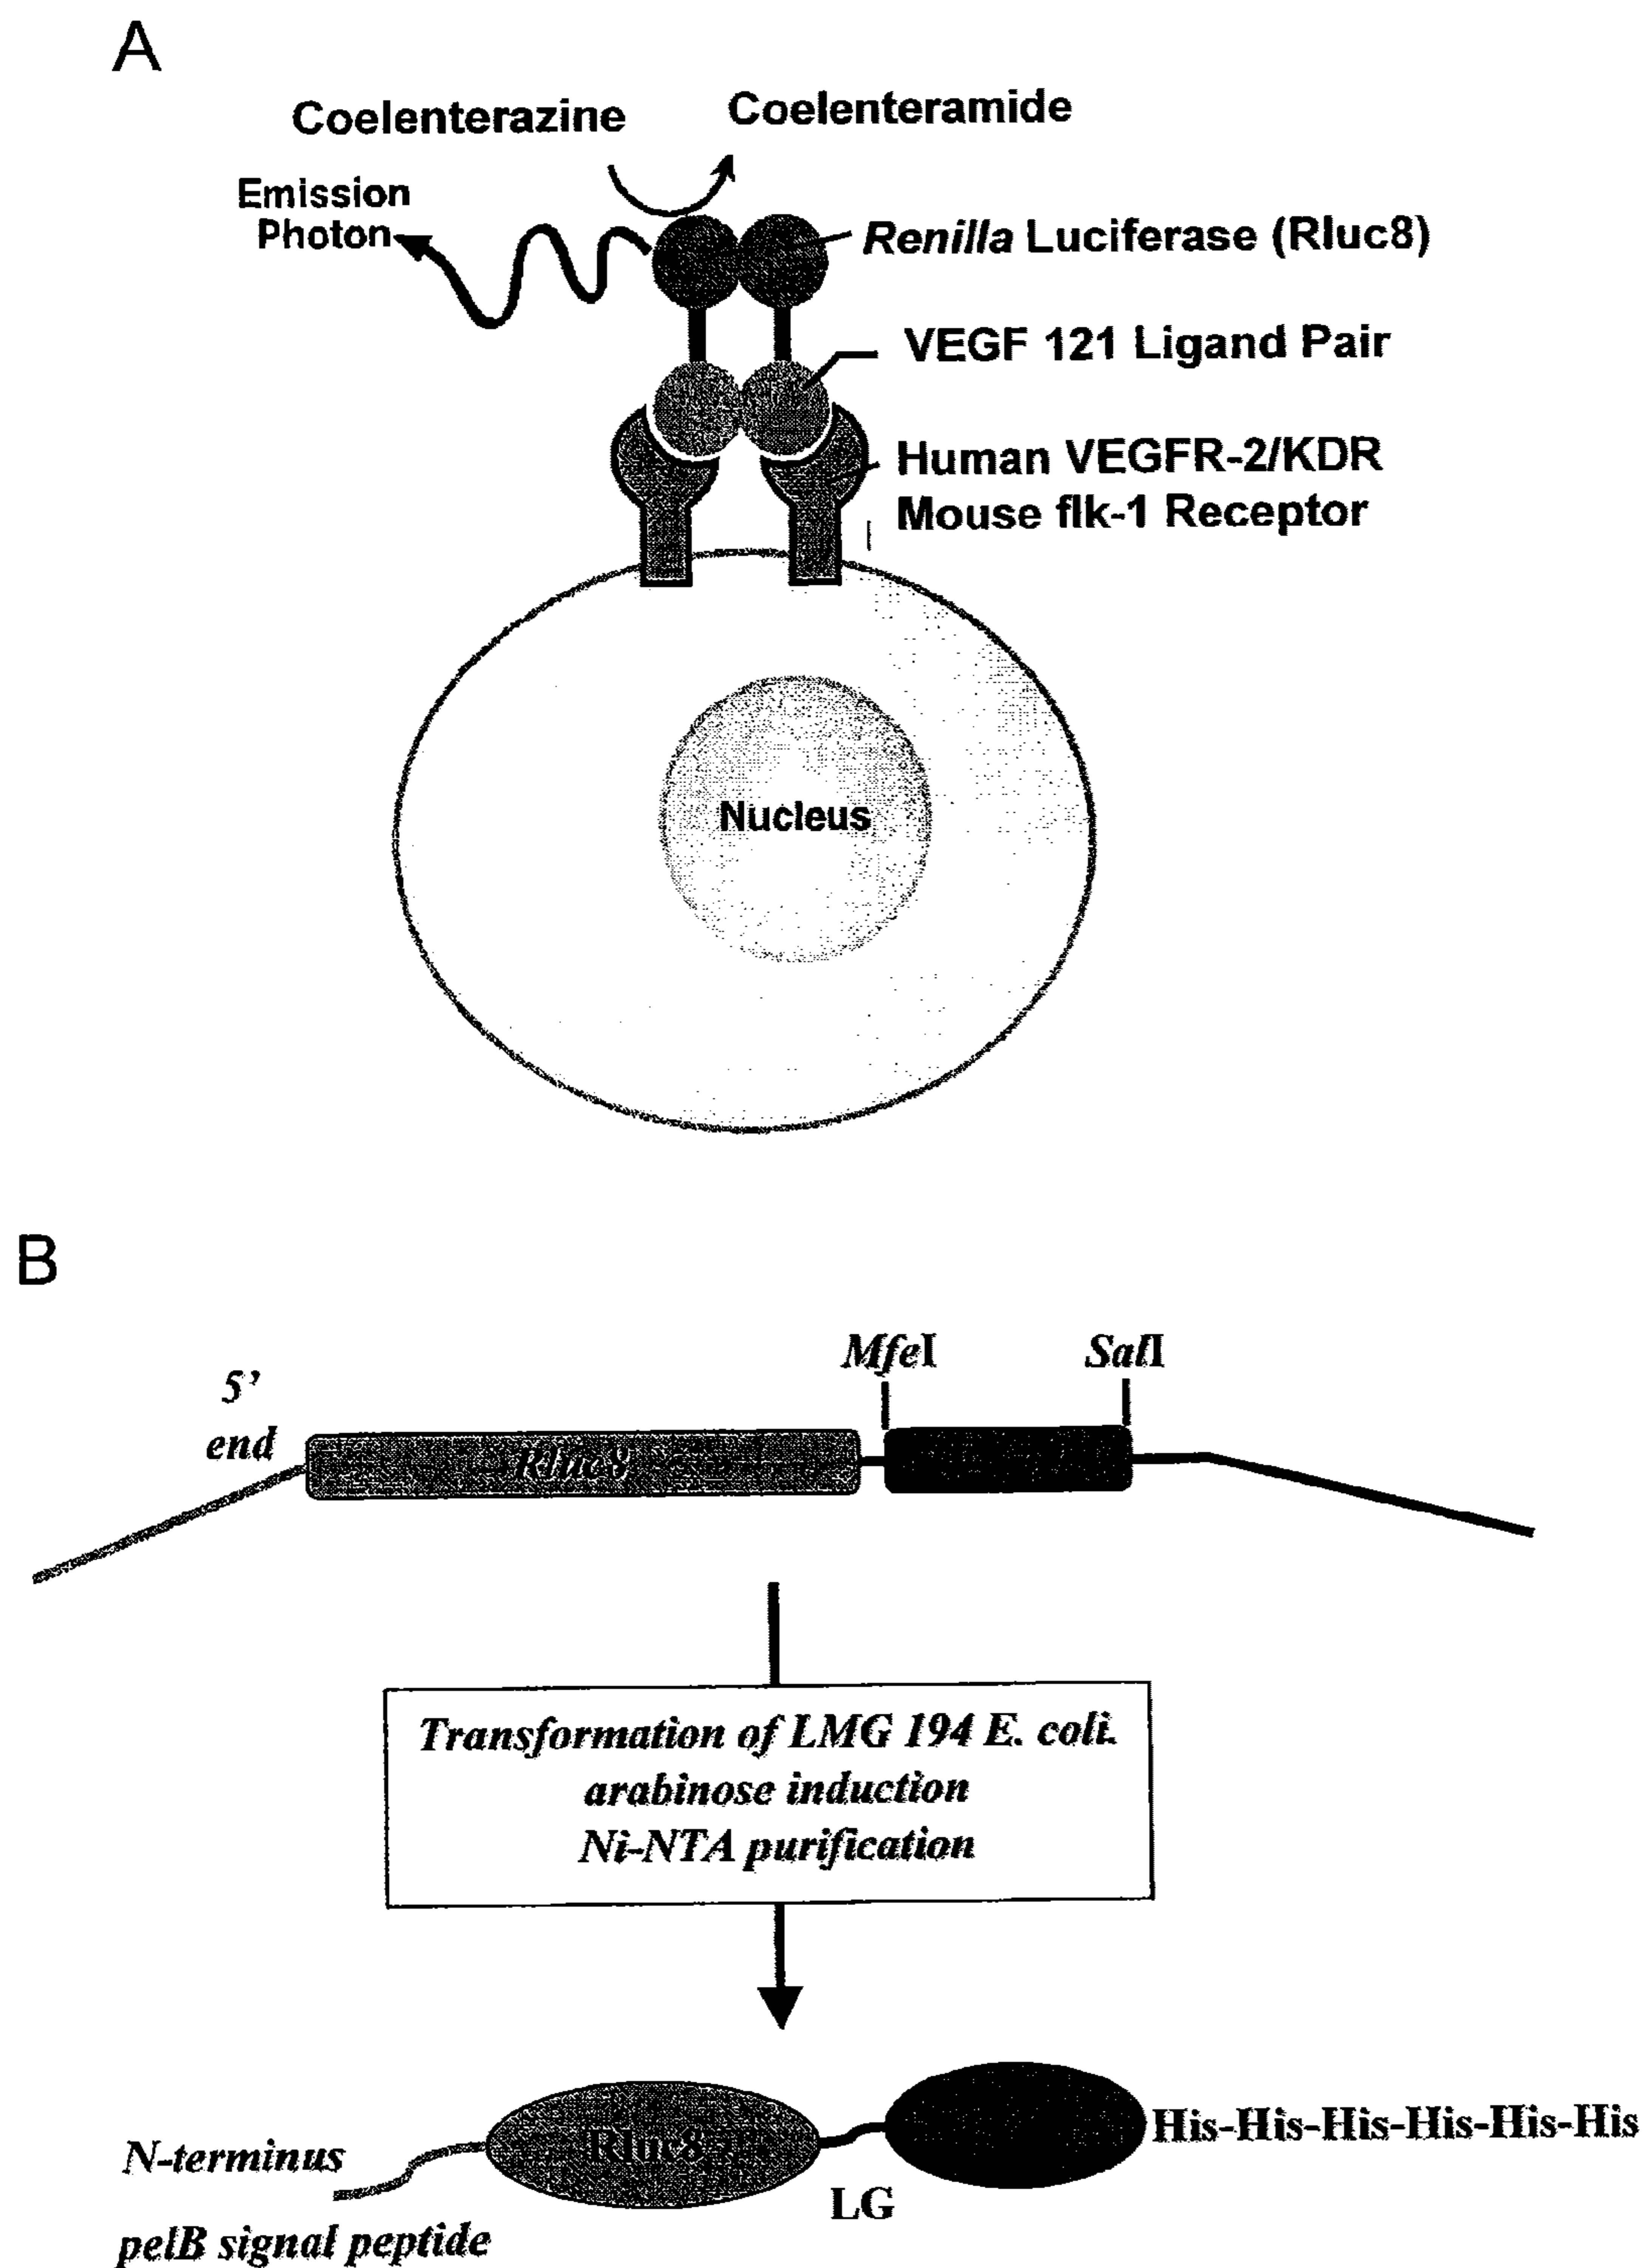 A
Coelenterazine
Coelenteramide
Emission
Photon
Renilla Luciferase (Rluc8)
VEGF 121 Ligand Pair
Human VEGFR-2/KDR
Mouse flk-1 Receptor
Nucleus
B
MfeI
SalI
5’
end
Rluc8
Transformation of LMG 194 E. coli.
arabinose induction
Ni-NTA purification
Rluc8
His-His-His-His-His-His
N-terminus
LG
pelB signal peptide